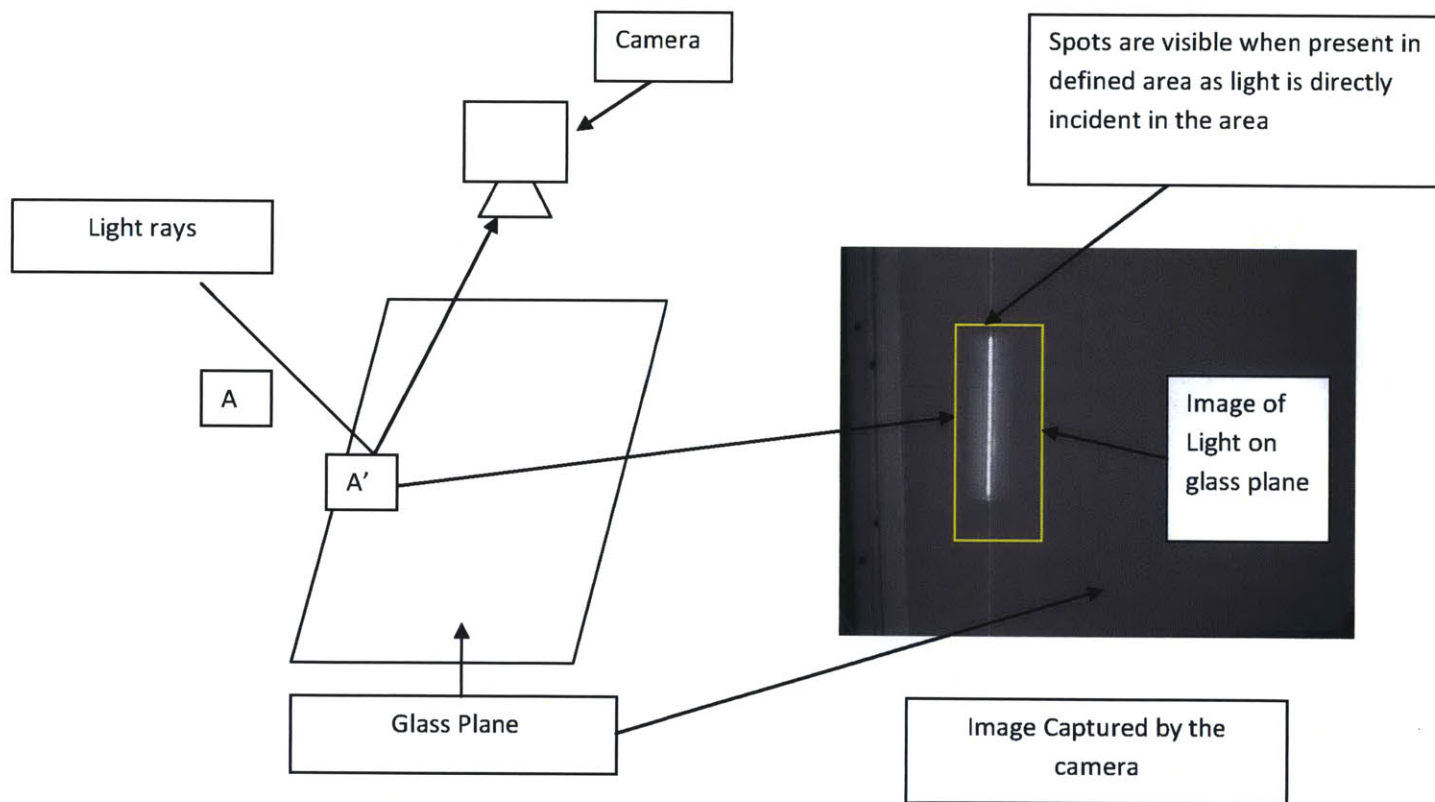 Camera
Spots are visible when present in
defined area as light is directly
incident in the area
Light rays
A
A’
Image of
Light on
glass plane
Glass Plane
Image Captured by the
camera